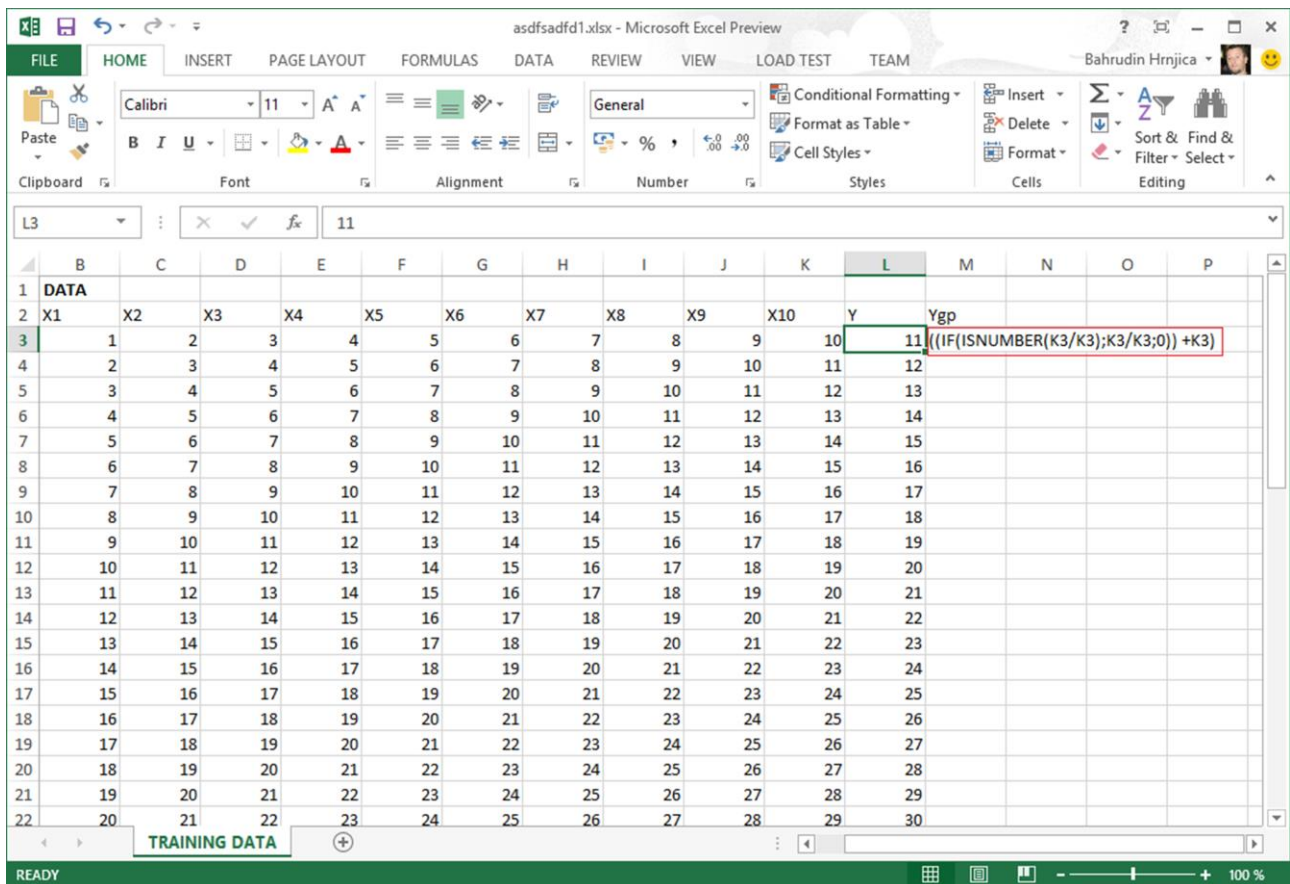 asdfsadfd1.xlsx - Microsoft Excel Preview
FILE HOME INSERT PAGE LAYOUT FORMULAS DATA REVIEW VIEW LOAD TEST TEAM Bahrudin Hrnjica
Calibri 11 General Conditional Formatting Insert
Paste Format as Table Delete Sort & Find &
B I U % Cell Styles Format Filter Select
Clipboard Font Alignment Number Styles Cells Editing
L3 fx 11
B C D E F G H I J K L M N O P
1 DATA
2 X1 X2 X3 X4 X5 X6 X7 X8 X9 X10 Y Ygp
3 1 2 3 4 5 6 7 8 9 10 11 ((IF(ISNUMBER(K3/K3);K3/K3;0)) +K3)
4 2 3 4 5 6 7 8 9 10 11 12
5 3 4 5 6 7 8 9 10 11 12 13
6 4 5 6 7 8 9 10 11 12 13 14
7 5 6 7 8 9 10 11 12 13 14 15
8 6 7 8 9 10 11 12 13 14 15 16
9 7 8 9 10 11 12 13 14 15 16 17
10 8 9 10 11 12 13 14 15 16 17 18
11 9 10 11 12 13 14 15 16 17 18 19
12 10 11 12 13 14 15 16 17 18 19 20
13 11 12 13 14 15 16 17 18 19 20 21
14 12 13 14 15 16 17 18 19 20 21 22
15 13 14 15 16 17 18 19 20 21 22 23
16 14 15 16 17 18 19 20 21 22 23 24
17 15 16 17 18 19 20 21 22 23 24 25
18 16 17 18 19 20 21 22 23 24 25 26
19 17 18 19 20 21 22 23 24 25 26 27
20 18 19 20 21 22 23 24 25 26 27 28
21 19 20 21 22 23 24 25 26 27 28 29
22 20 21 22 23 24 25 26 27 28 29 30
TRAINING DATA
READY 100 %